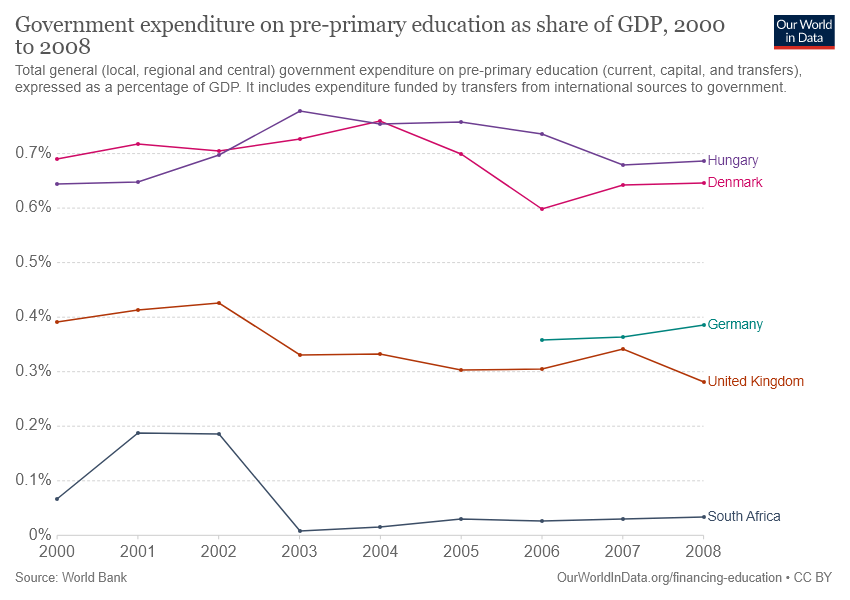 Government expenditure on pre-primary education as share of GDP, 2000
to 2008
Our World
in Data
Total general (local, regional and central) government expenditure on pre-primary education (current, capital, and transfers),
expressed as a percentage of GDP. It includes expenditure funded by transfers from international sources to government.
0.7%
0.6%
0.5%
0.4%
0.3%
0.2%
0.1%
0%
Hungary
Denmark
Germany
United Kingdom
South Africa
2000 2001 2002 2003 2004 2005 2006 2007 2008
Source: World Bank
OurWorldInData.org/financing-education • CC BY